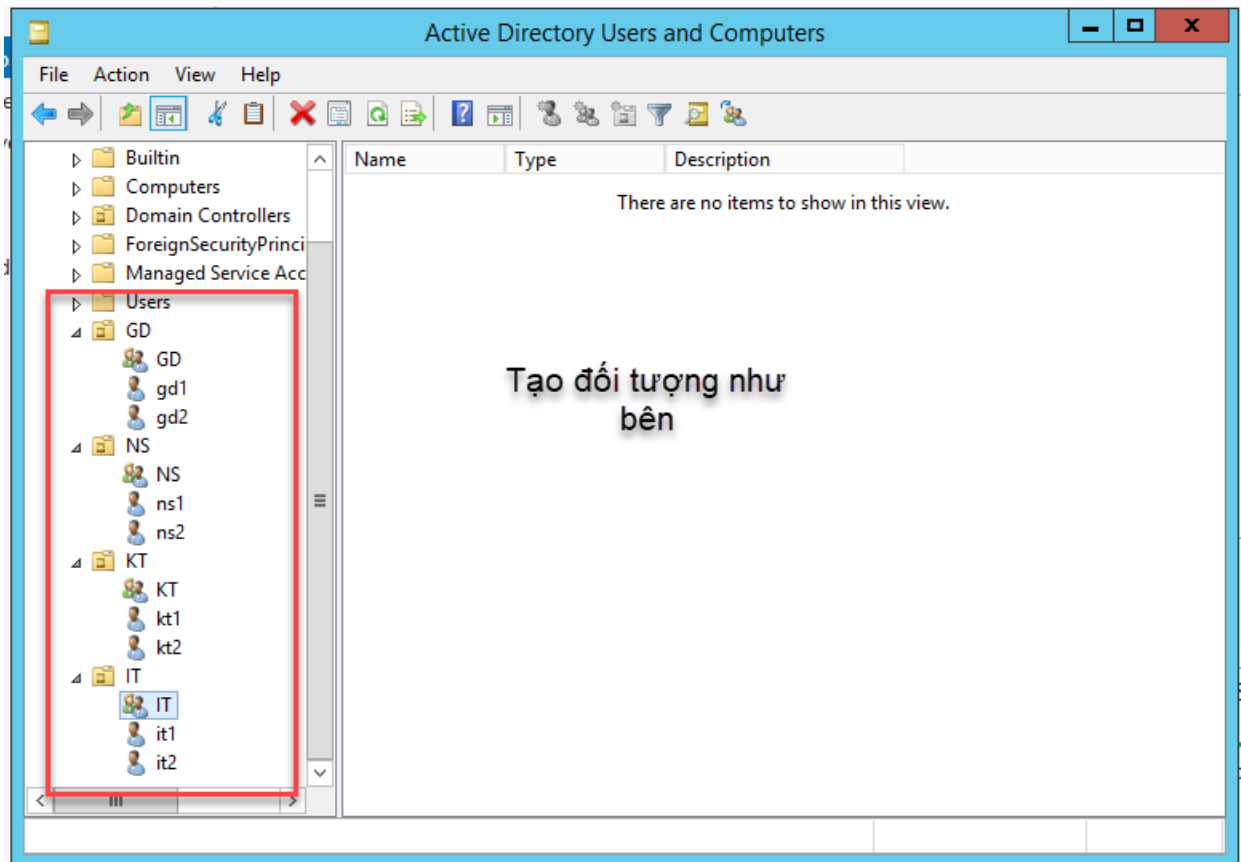 Active Directory Users and Computers
File Action View Help
Builtin
Computers
Domain Controllers
ForeignSecurityPrinci
Managed Service Acc
Users
GD
GD
gd1
gd2
NS
NS
ns1
ns2
KT
KT
kt1
kt2
IT
IT
it1
it2
Name Type Description
There are no items to show in this view.
Tạo đối tượng như
bên